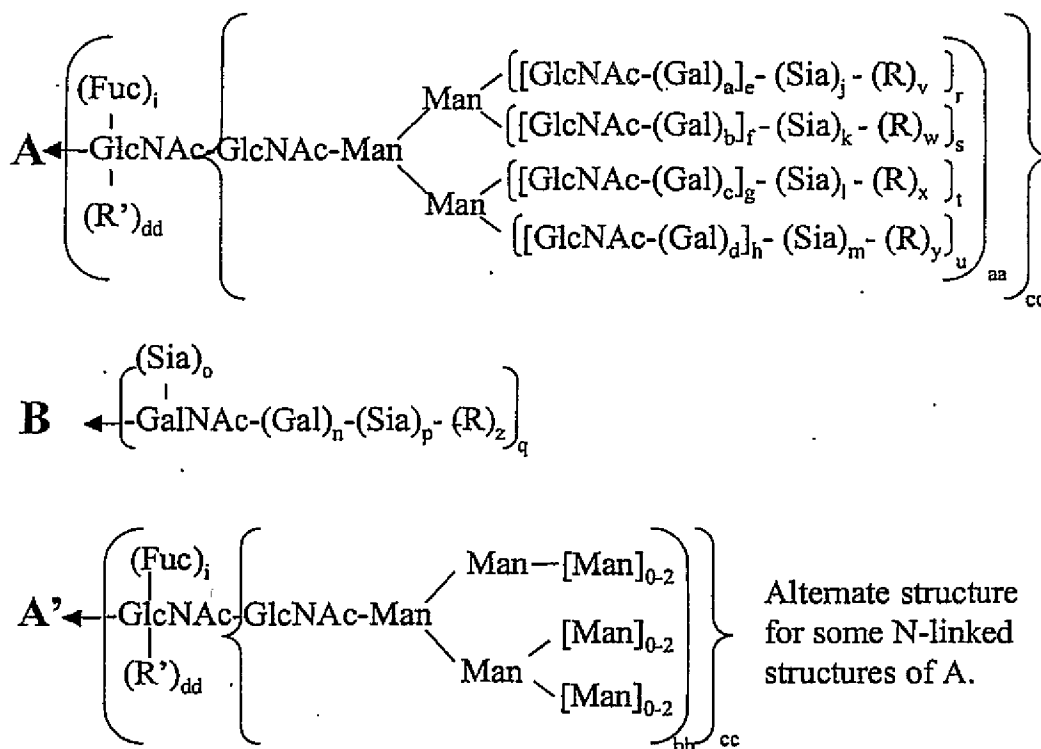 [GlcNAc-(Gal)a]e- (Sia)j- (R)v r
(Fuc)i Man
[GlcNAc-(Gal)b]f- (Sia)k- (R)w s
A GlcNAc GlcNAc-Man
[GlcNAc-(Gal)c]g- (Sia)l- (R)x t
(R’)dd Man
[GlcNAc-(Gal)d]h- (Sia)m- (R)y u aa cc
(Sia)o
B GalNAc-(Gal)n-(Sia)p- (R)z q
(Fuc)i Man—[Man]0-2
A’ GlcNAc-GlcNAc-Man
[Man]0-2
(R’)dd Man
[Man]0-2 bb cc
Alternate structure
for some N-linked
structures of A.